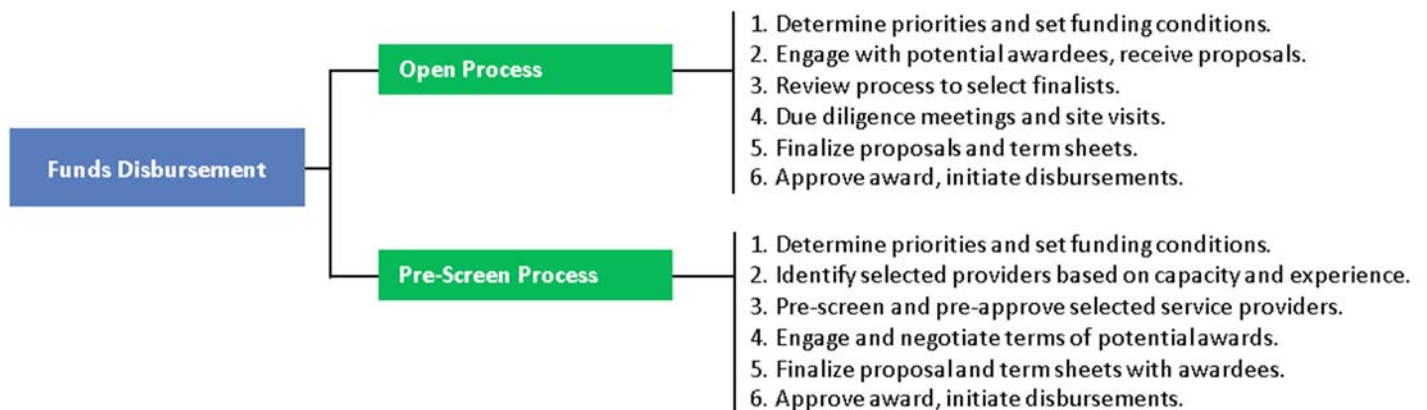 Funds Disbursement
Open Process
1. Determine priorities and set funding conditions.
2. Engage with potential awardees, receive proposals.
3. Review process to select finalists.
4. Due diligence meetings and site visits.
5. Finalize proposals and term sheets.
6. Approve award, initiate disbursements.
Pre-Screen Process
1. Determine priorities and set funding conditions.
2. Identify selected providers based on capacity and experience.
3. Pre-screen and pre-approve selected service providers.
4. Engage and negotiate terms of potential awards.
5. Finalize proposal and term sheets with awardees.
6. Approve award, initiate disbursements.